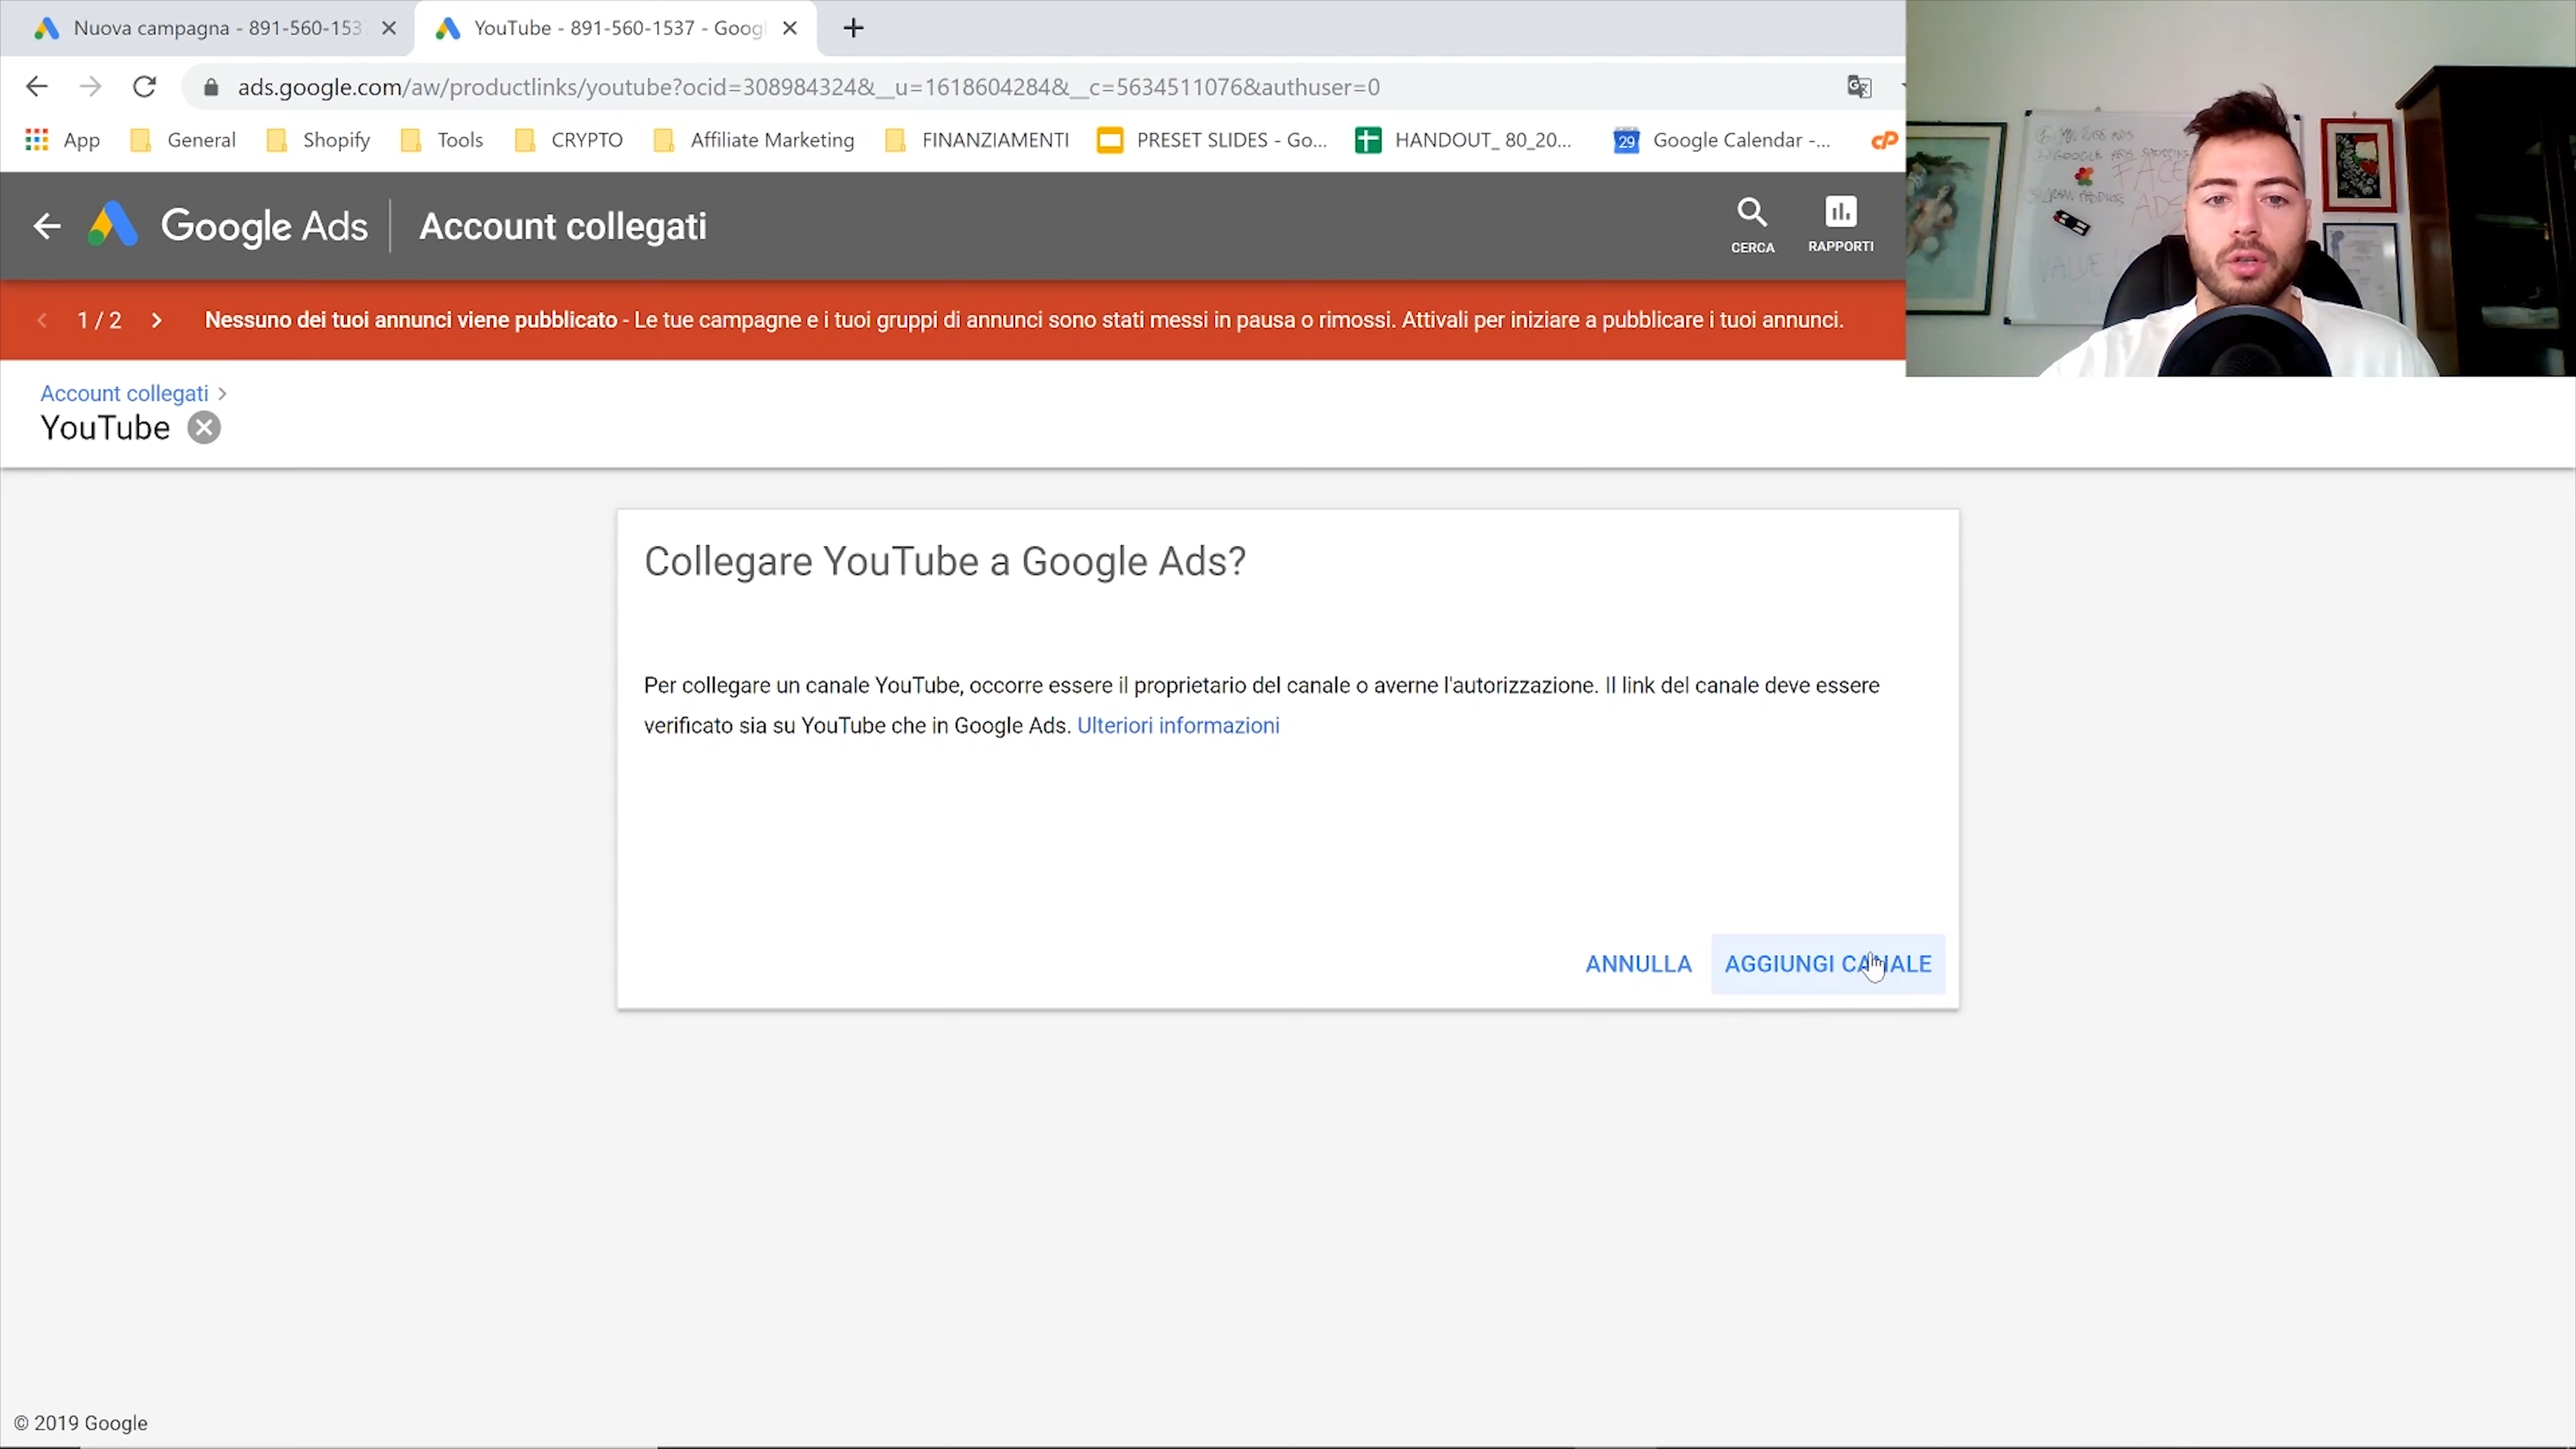 Nuova campagna - 891-560-153
YouTube - 891-560-1537 - Goog
ads.google.com/aw/productlinks/youtube?ocid=308984324&__u=1618604284&__c=5634511076&authuser=0
App General Shopify Tools CRYPTO Affiliate Marketing FINANZIAMENTI PRESET SLIDES - Go... HANDOUT_ 80_20... 29 Google Calendar -...
Google Ads Account collegati
CERCA RAPPORTI
1 / 2 Nessuno dei tuoi annunci viene pubblicato - Le tue campagne e i tuoi gruppi di annunci sono stati messi in pausa o rimossi. Attivali per iniziare a pubblicare i tuoi annunci.
Account collegati
YouTube
Collegare YouTube a Google Ads?
Per collegare un canale YouTube, occorre essere il proprietario del canale o averne l'autorizzazione. Il link del canale deve essere
verificato sia su YouTube che in Google Ads. Ulteriori informazioni
ANNULLA AGGIUNGI CANALE
© 2019 Google